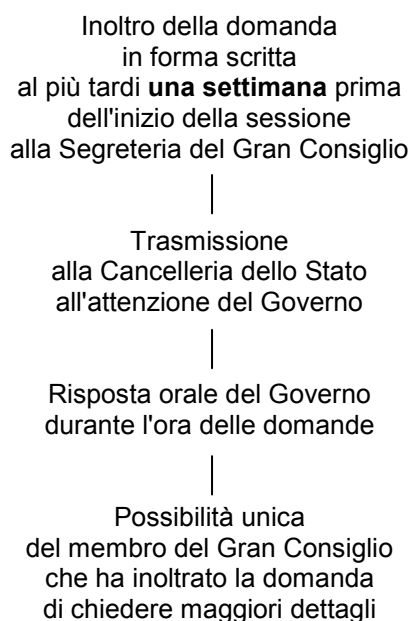 Inoltro della domanda
in forma scritta
al più tardi una settimana prima
dell'inizio della sessione
alla Segreteria del Gran Consiglio
Trasmissione
alla Cancelleria dello Stato
all'attenzione del Governo
Risposta orale del Governo
durante l'ora delle domande
Possibilità unica
del membro del Gran Consiglio
che ha inoltrato la domanda
di chiedere maggiori dettagli